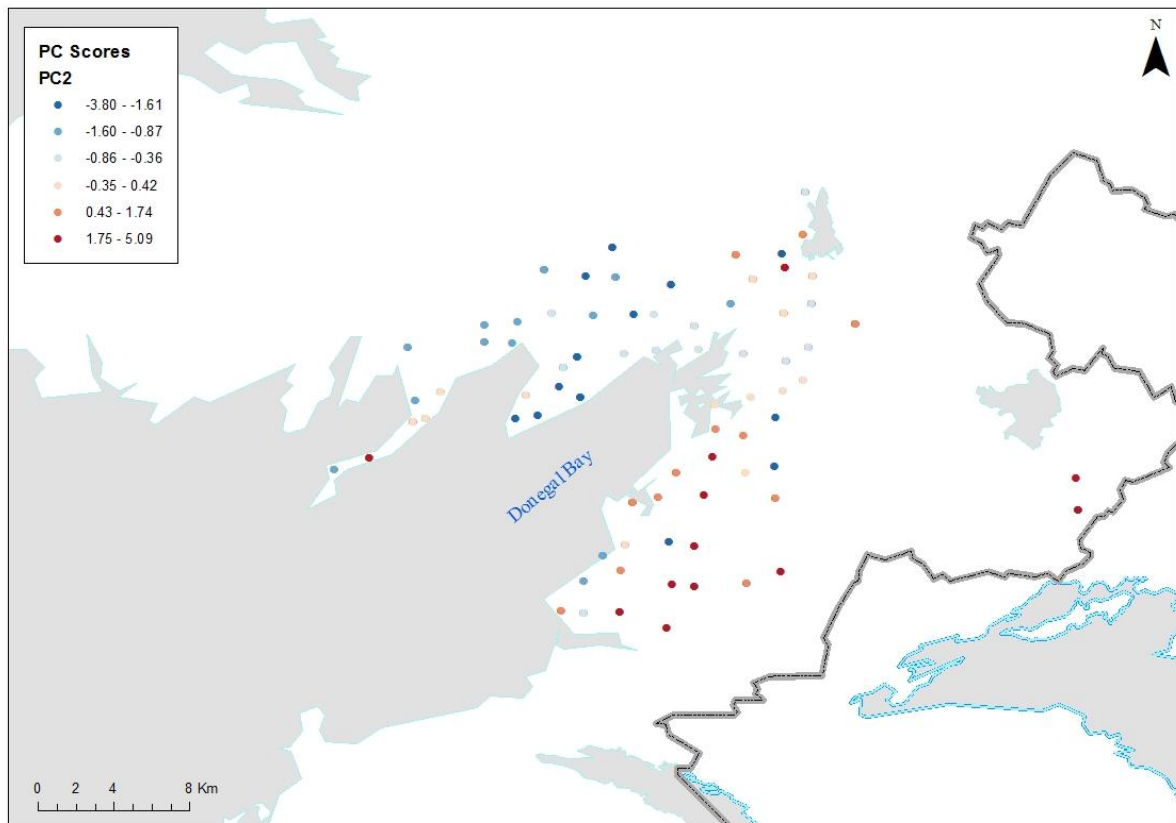 PC Scores
PC2
-3.80 - -1.61
-1.60 - -0.87
-0.86 - -0.36
-0.35 - 0.42
0.43 - 1.74
1.75 - 5.09
N
Donegal Bay
0 2 4 8 Km